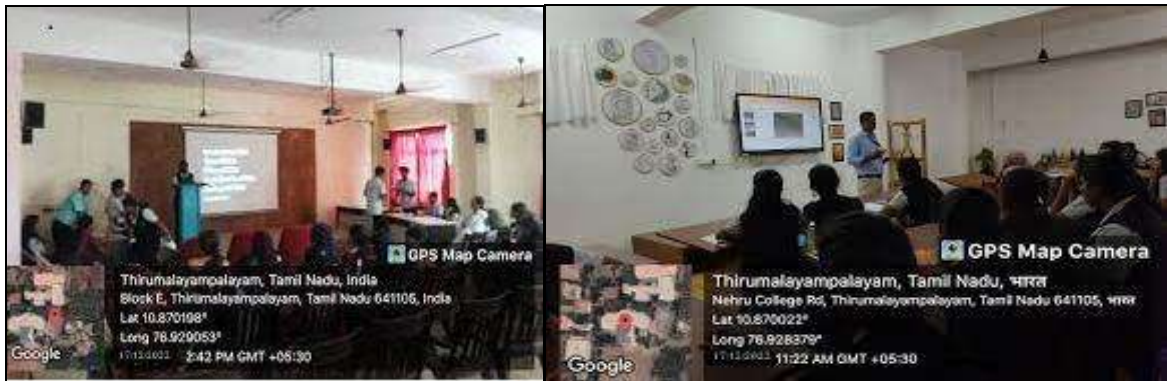 GPS Map Camera
Thirumalayampalayam, Tamil Nadu, India
Block E, Thirumalayampalayam, Tamil Nadu 641105, India
Lat 10.870198°
Long 76.929053°
2:42 PM GMT +05:30
Google
GPS Map Camera
Thirumalayampalayam, Tamil Nadu, भारत
Nehru College Rd, Thirumalayampalayam, Tamil Nadu 641105, भारत
Lat 10.870022°
Long 76.928379°
11:22 AM GMT +05:30
Google